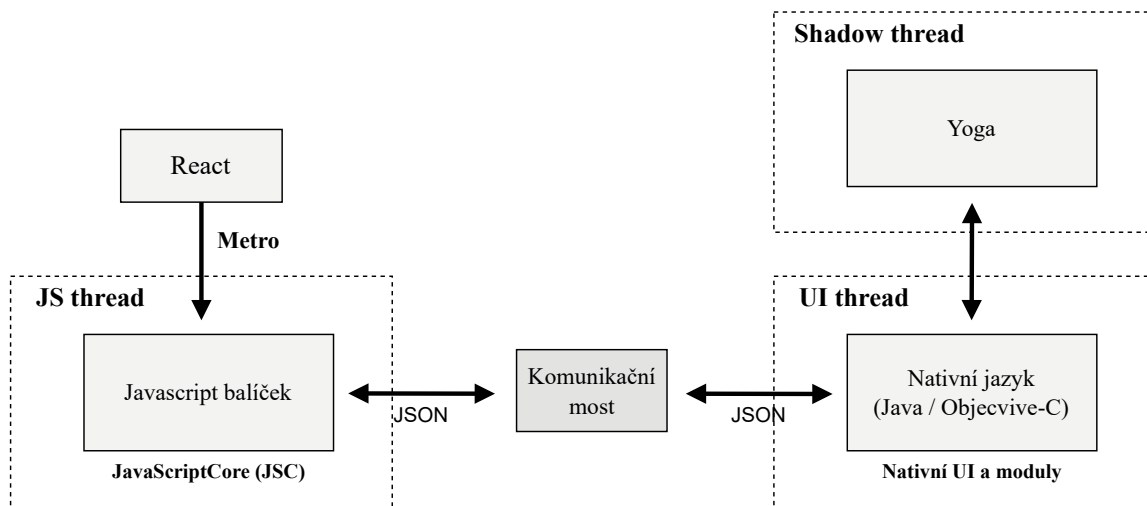 Shadow thread
Yoga
React
Metro
JS thread
UI thread
Javascript balíček
JSON
Komunikační
most
JSON
Nativní jazyk
(Java / Objecvive-C)
JavaScriptCore (JSC)
Nativní UI a moduly